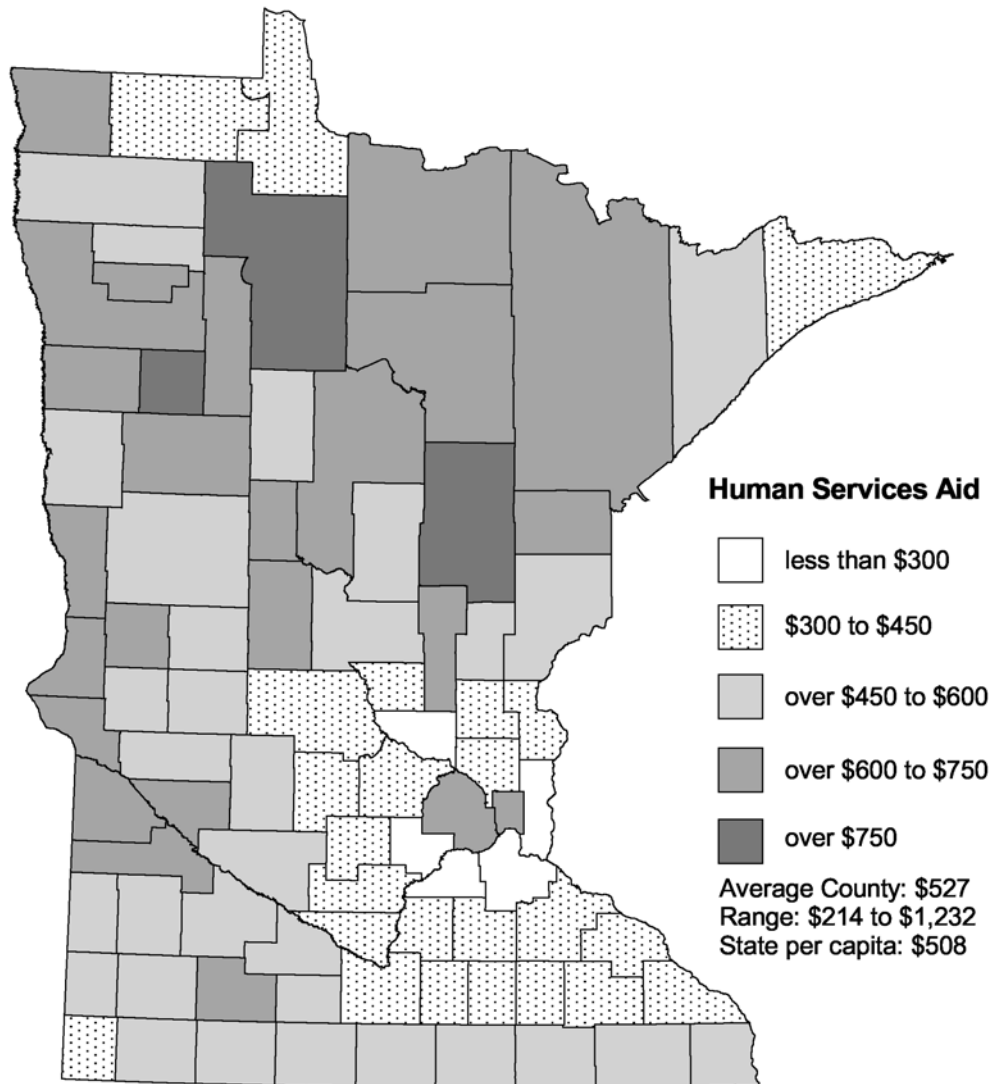 Human Services Aid
less than $300
$300 to $450
over $450 to $600
over $600 to $750
over $750
Average County: $527
Range: $214 to $1,232
State per capita: $508